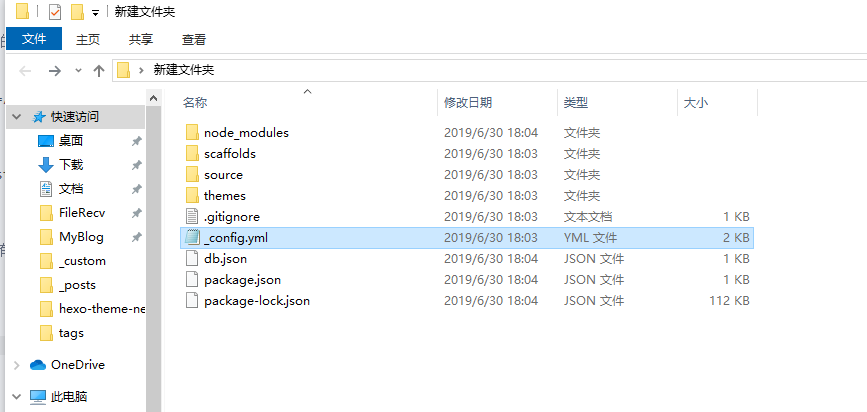 新建文件夹
文件 主页 共享 查看
新建文件夹
名称 修改日期 类型 大小
快速访问
桌面
下载
文档
FileRecv
MyBlog
_custom
_posts
hexo-theme-ne
tags
OneDrive
此电脑
node_modules 2019/6/30 18:04 文件夹
scaffolds 2019/6/30 18:03 文件夹
source 2019/6/30 18:03 文件夹
themes 2019/6/30 18:03 文件夹
.gitignore 2019/6/30 18:03 文本文档 1 KB
_config.yml 2019/6/30 18:03 YML 文件 2 KB
db.json 2019/6/30 18:04 JSON 文件 1 KB
package.json 2019/6/30 18:04 JSON 文件 1 KB
package-lock.json 2019/6/30 18:04 JSON 文件 112 KB